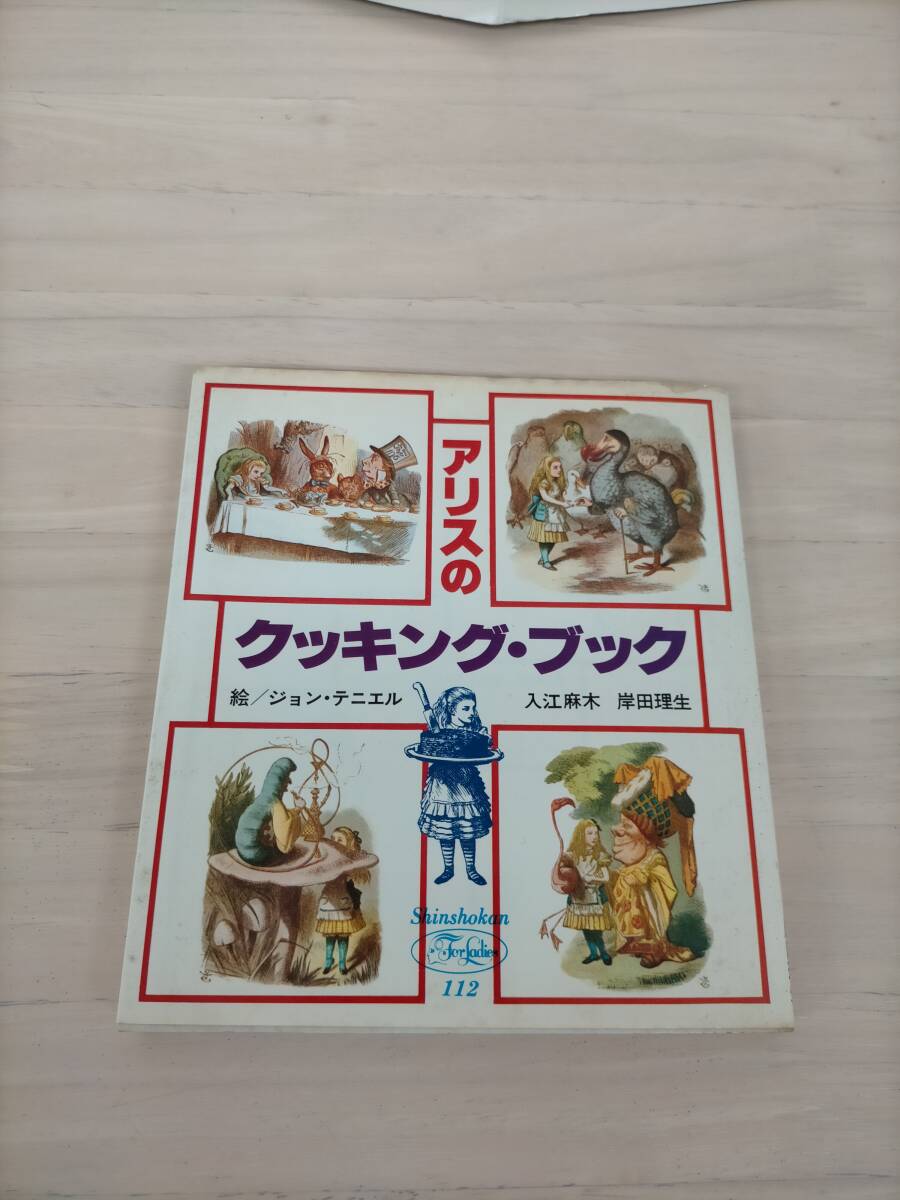 アリスの
クッキング・ブック
絵／ジョン・テニエル
入江麻木 岸田理生
Shinshokan
For Ladies
112